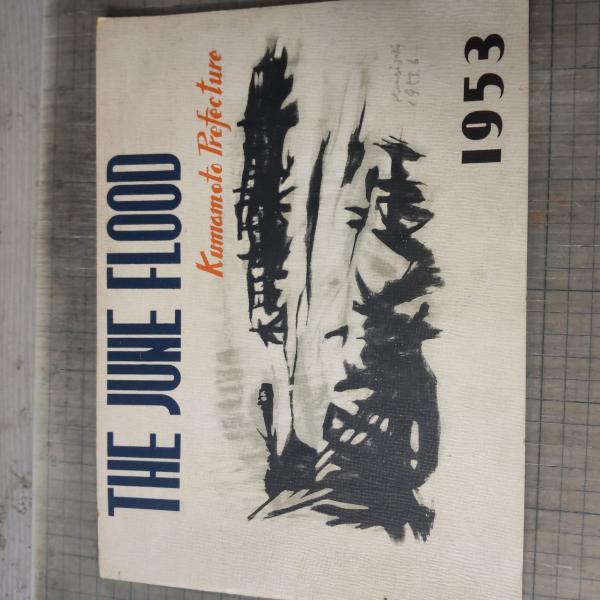 THE JUNE FLOOD
Kumamoto Prefecture
1953